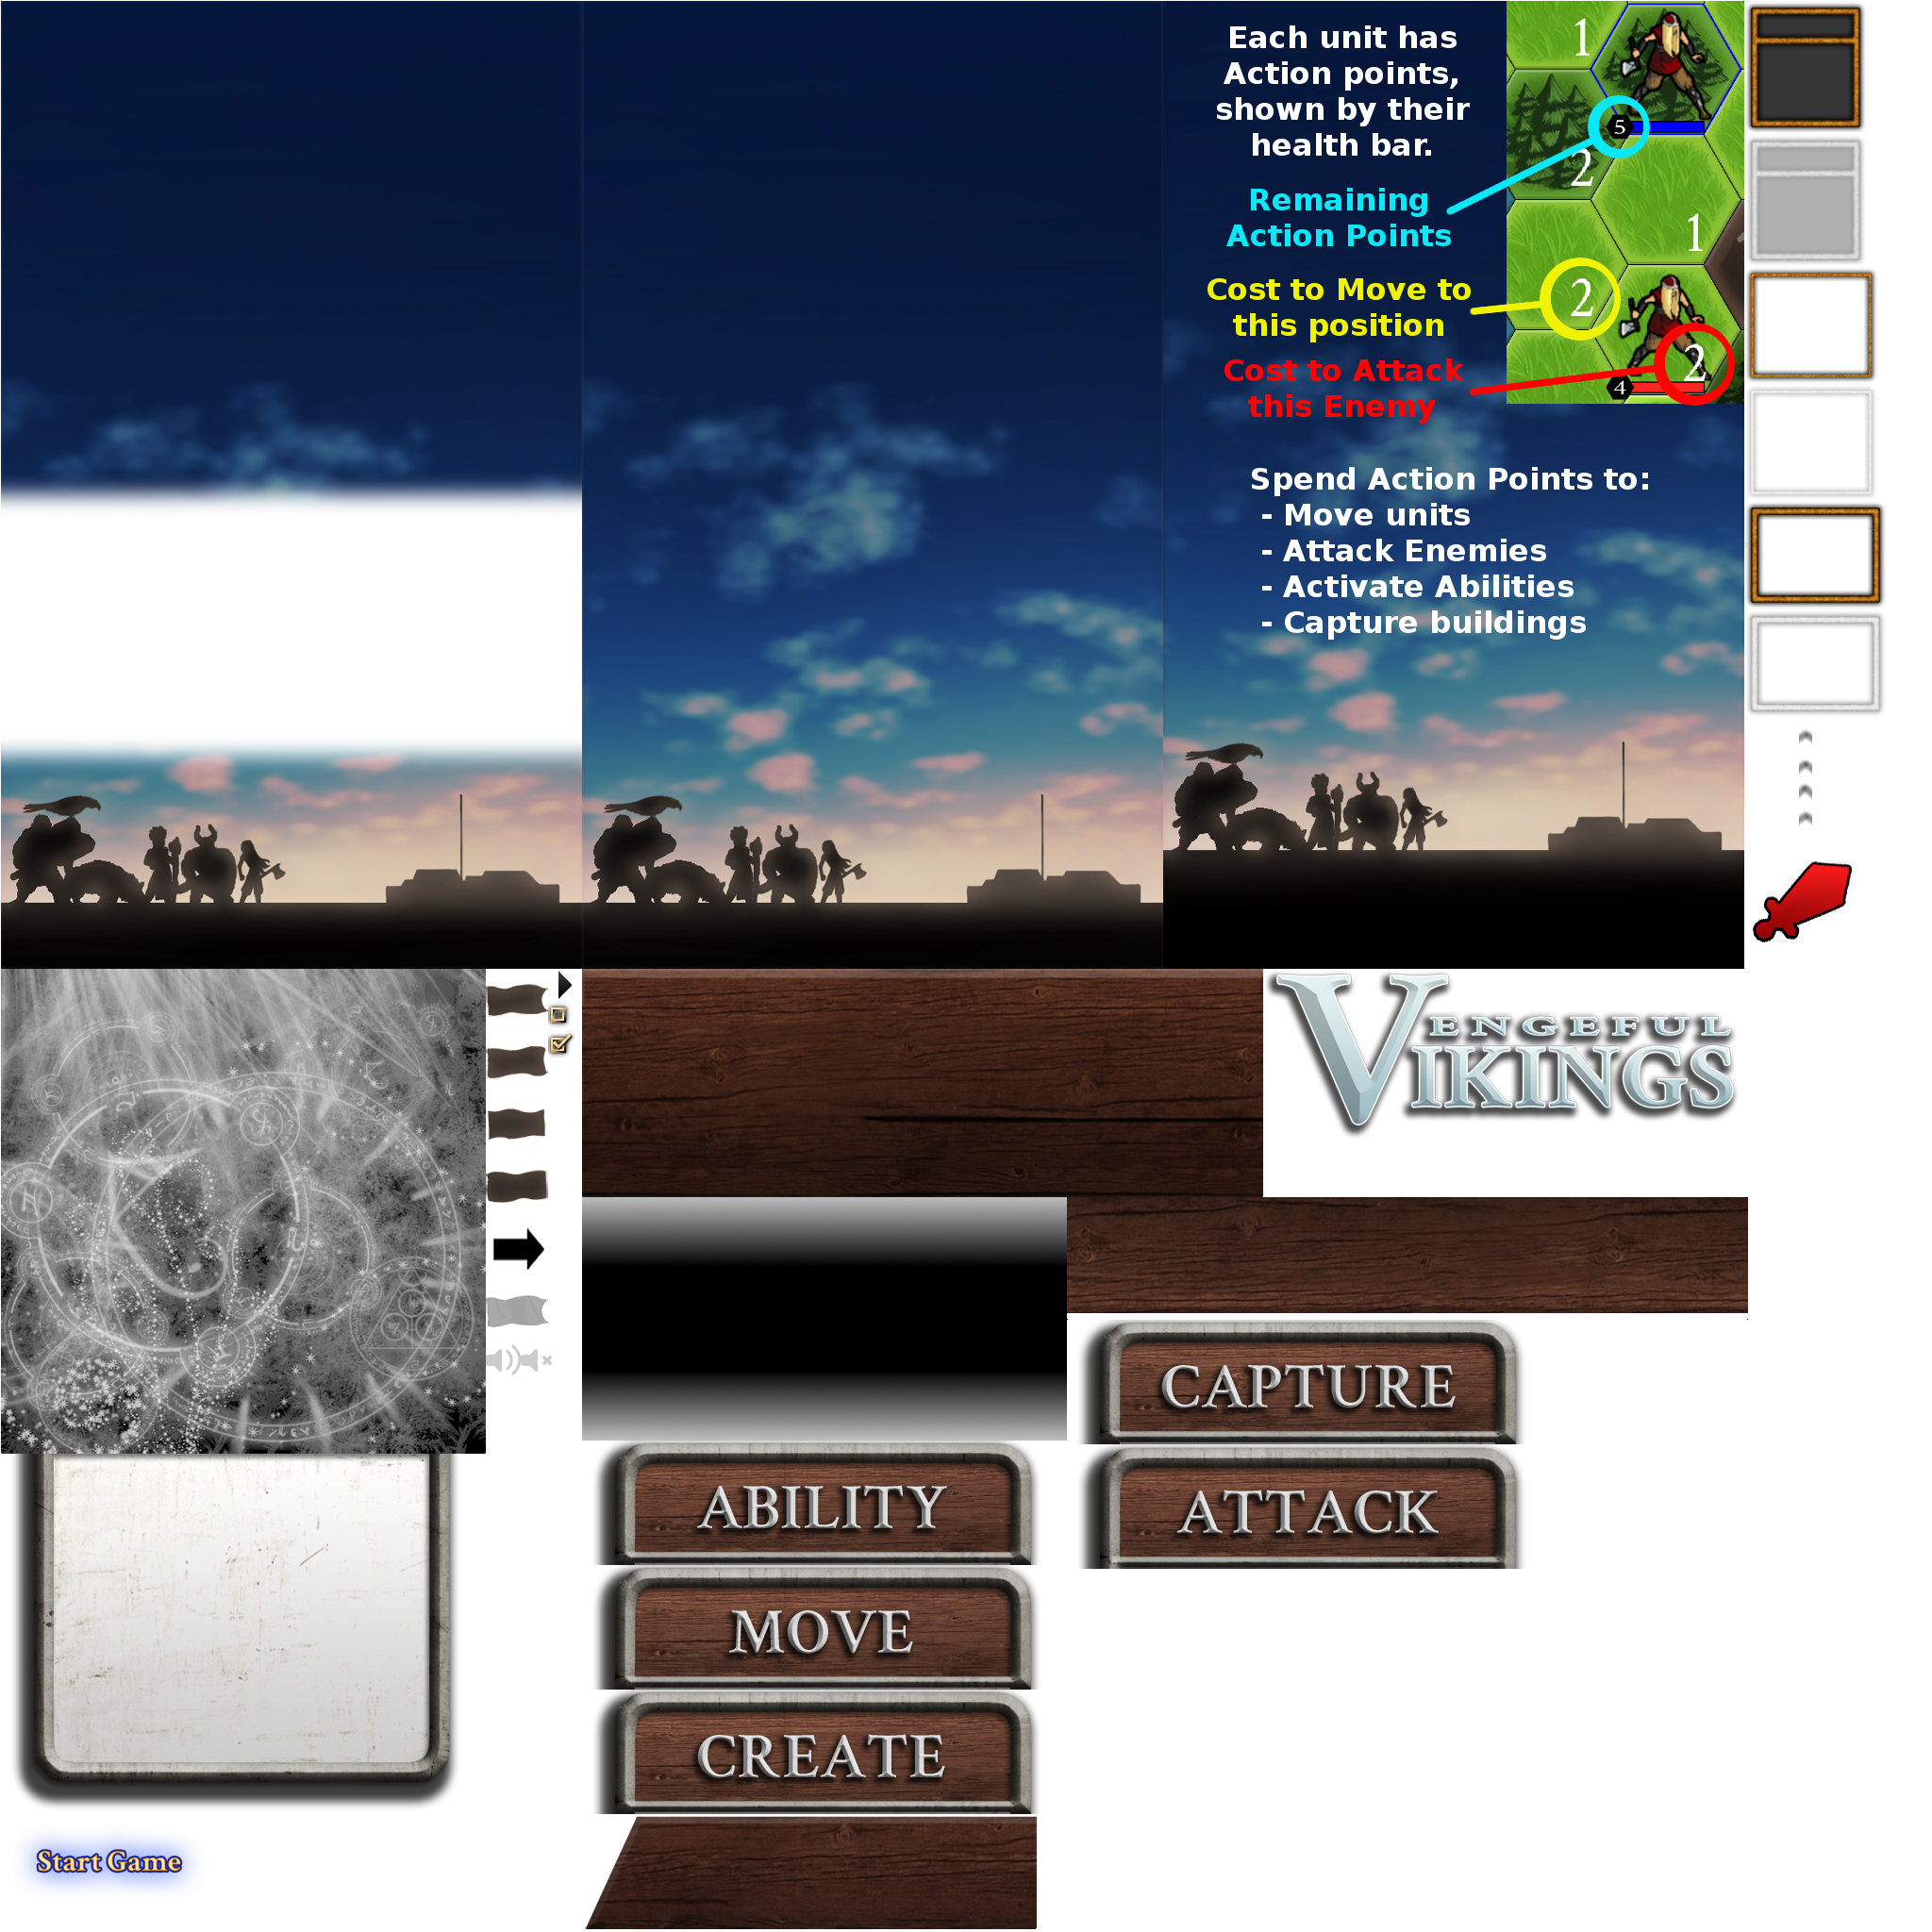 Each unit has
Action points,
shown by their
health bar.
Remaining
Action Points
Cost to Move to
this position
Cost to Attack
this Enemy
1
5
2
1
2
2
4
Spend Action Points to:
- Move units
- Attack Enemies
- Activate Abilities
- Capture buildings
VENGEFUL
VIKINGS
CAPTURE
ABILITY
ATTACK
MOVE
CREATE
Start Game